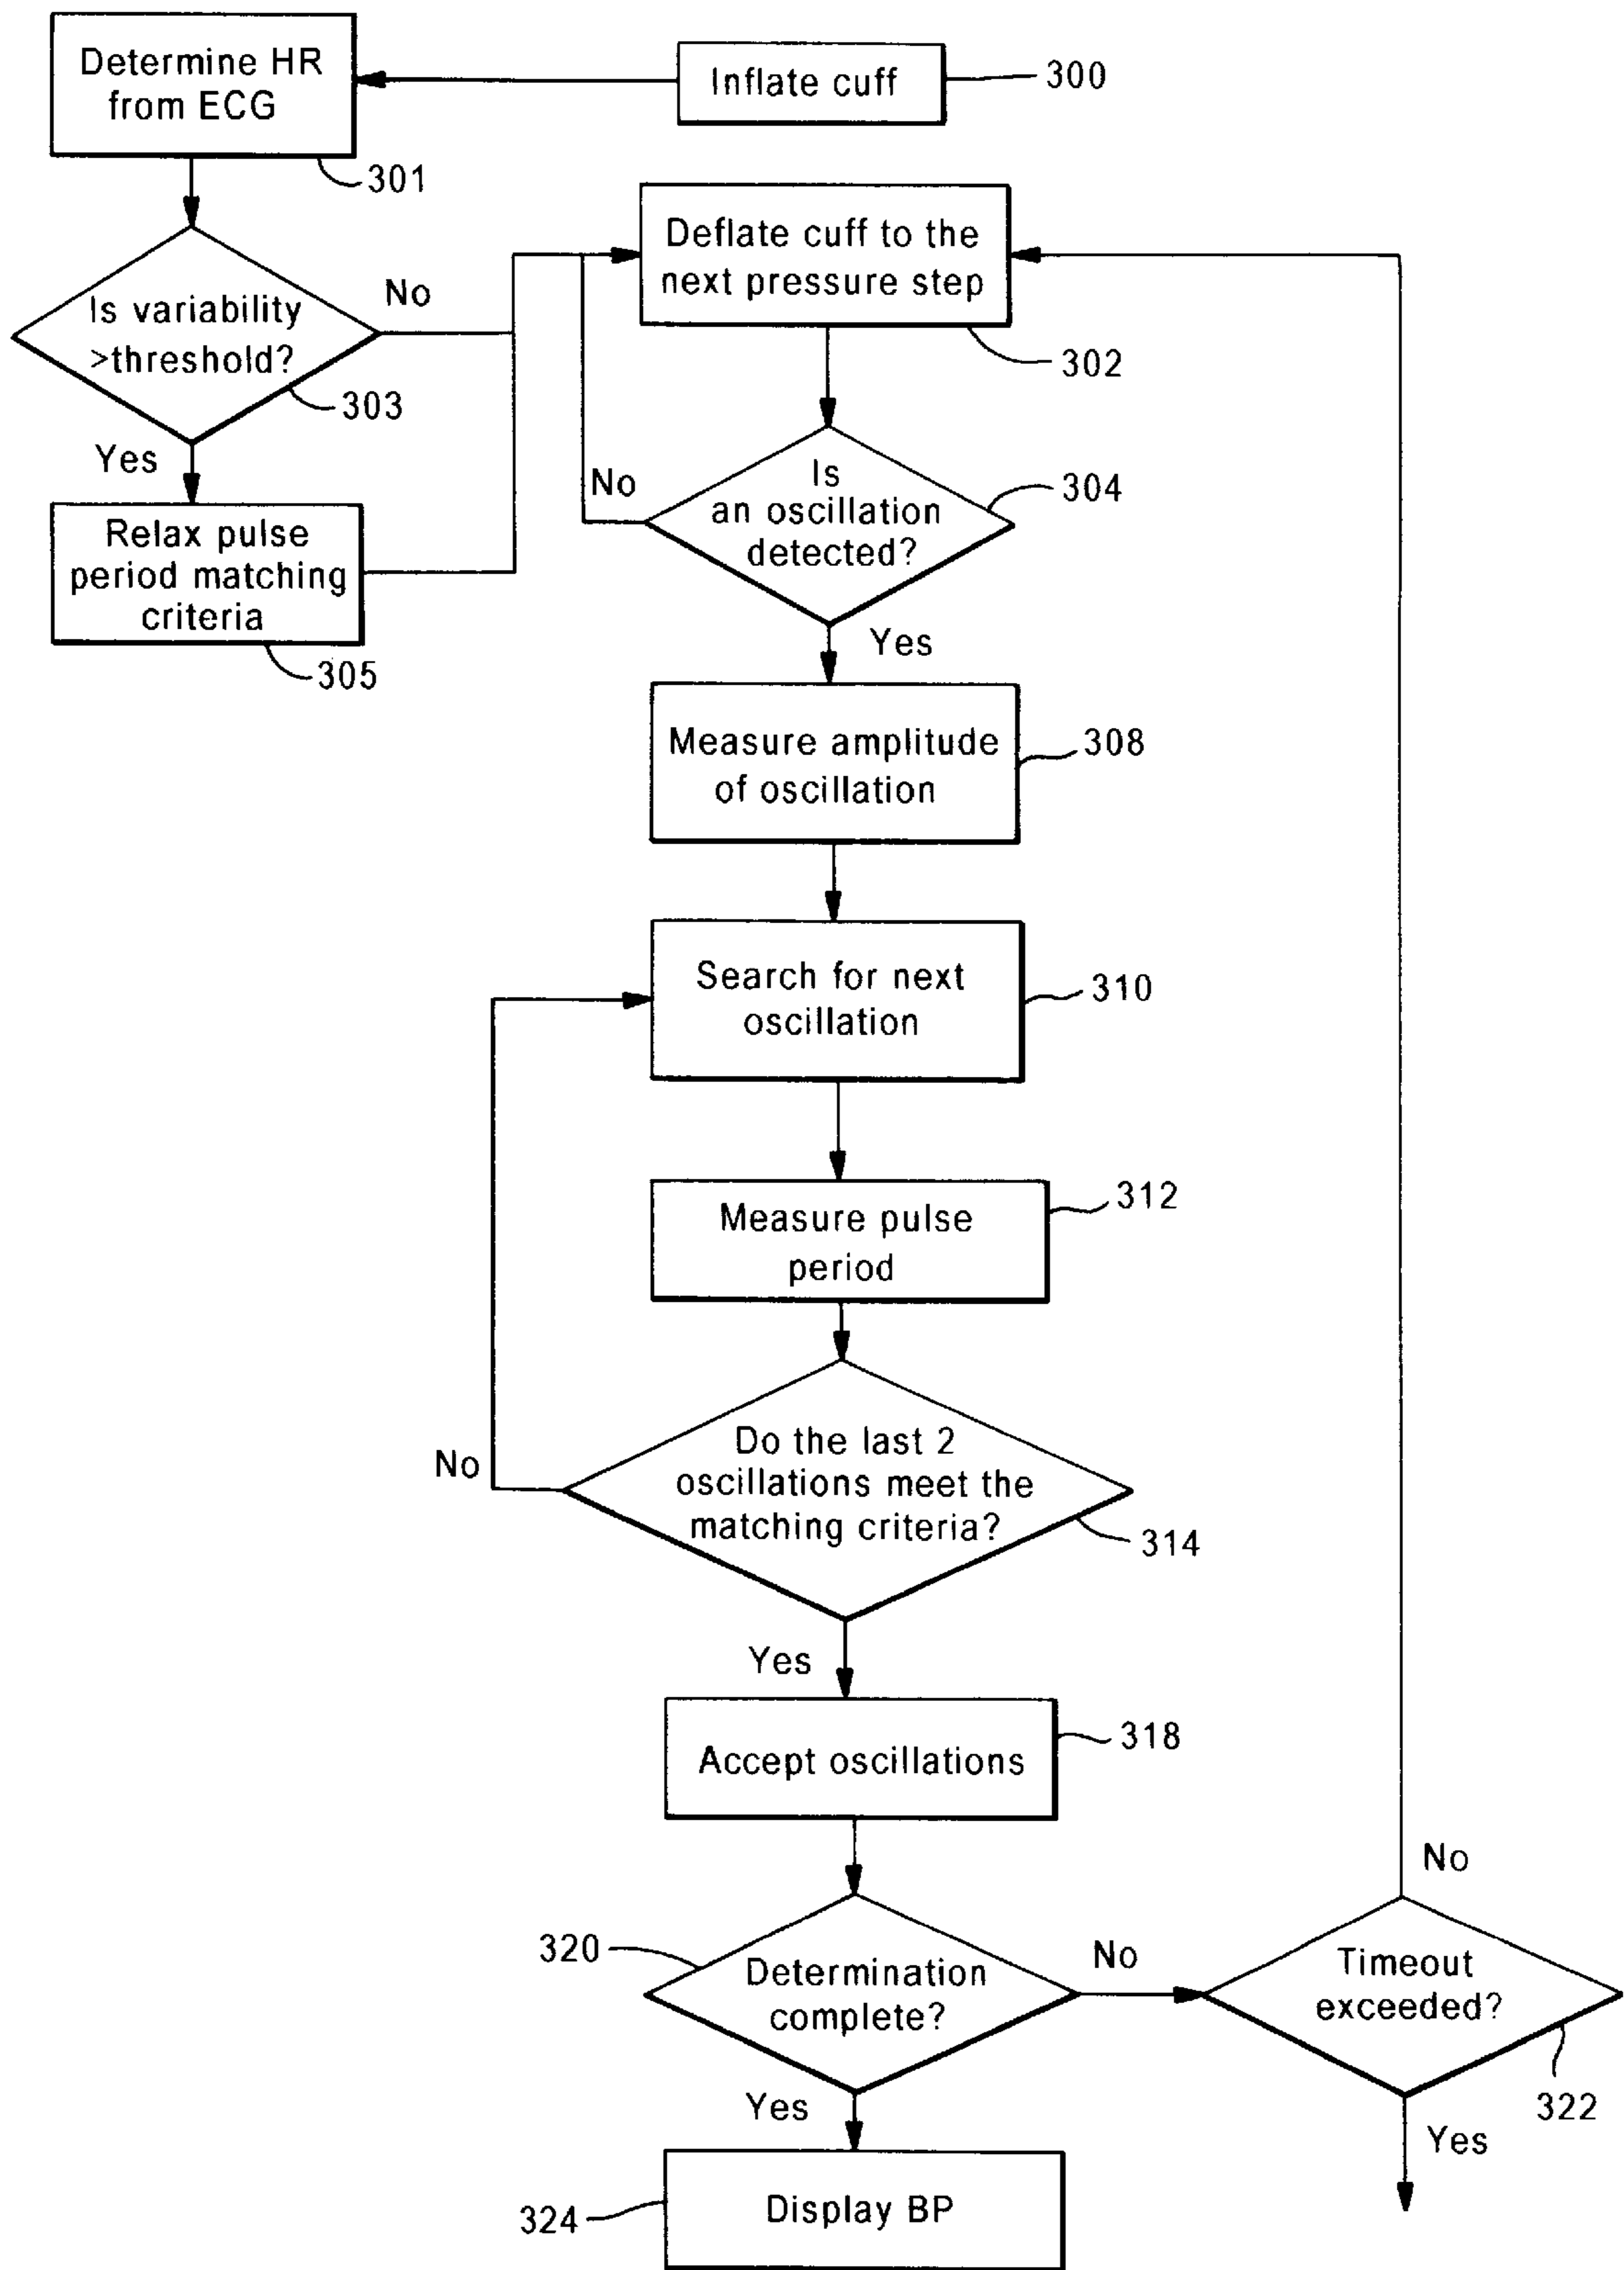 Determine HR
from ECG
301
Inflate cuff
300
Is variability
>threshold?
303
No
Yes
Relax pulse
period matching
criteria
305
Deflate cuff to the
next pressure step
302
Is
an oscillation
detected?
304
No
Yes
Measure amplitude
of oscillation
308
Search for next
oscillation
310
Measure pulse
period
312
Do the last 2
oscillations meet the
matching criteria?
314
No
Yes
Accept oscillations
318
320
Determination
complete?
No
Yes
Timeout
exceeded?
322
No
Yes
324
Display BP